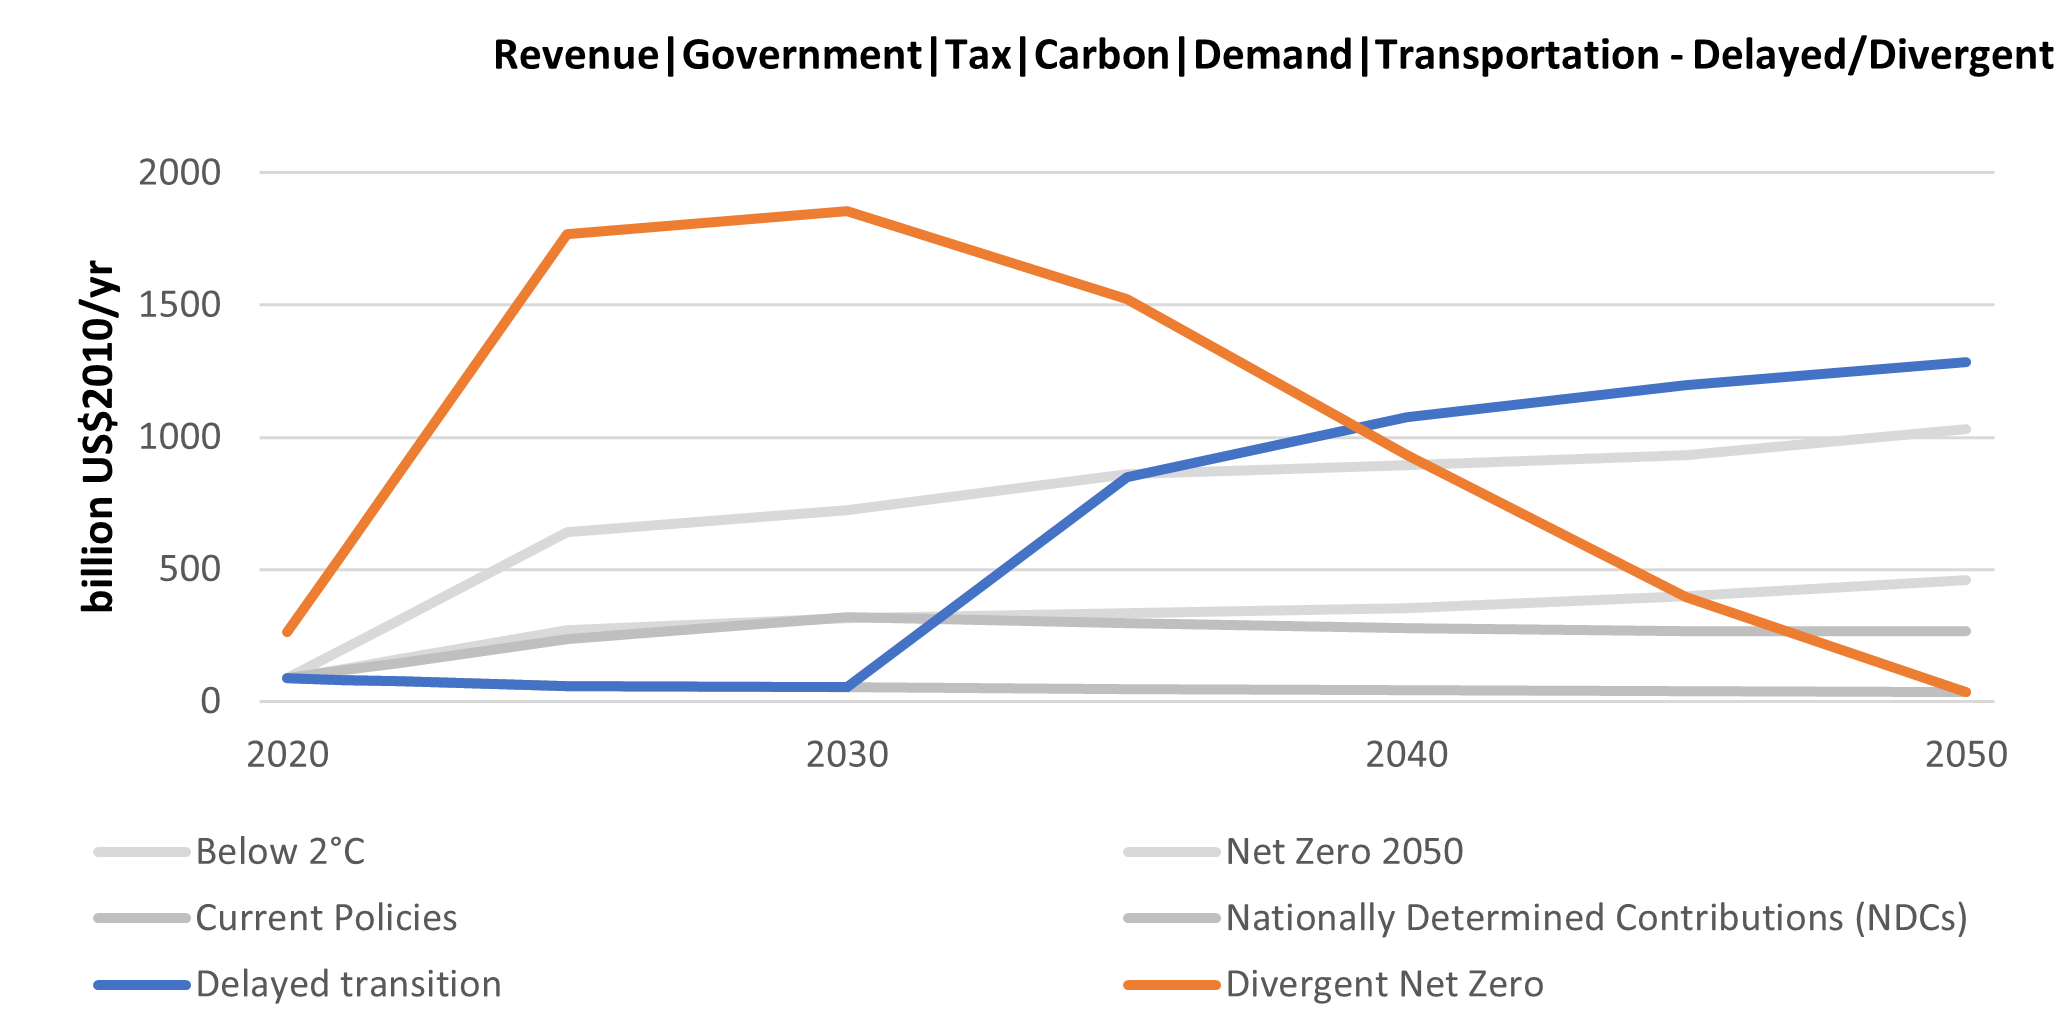 Revenue|Government|Tax|Carbon|Demand|Transportation - Delayed/Divergent
billion US$2010/yr
2000
1500
1000
500
0
2020 2030 2040 2050
Below 2°C Net Zero 2050
Current Policies Nationally Determined Contributions (NDCs)
Delayed transition Divergent Net Zero